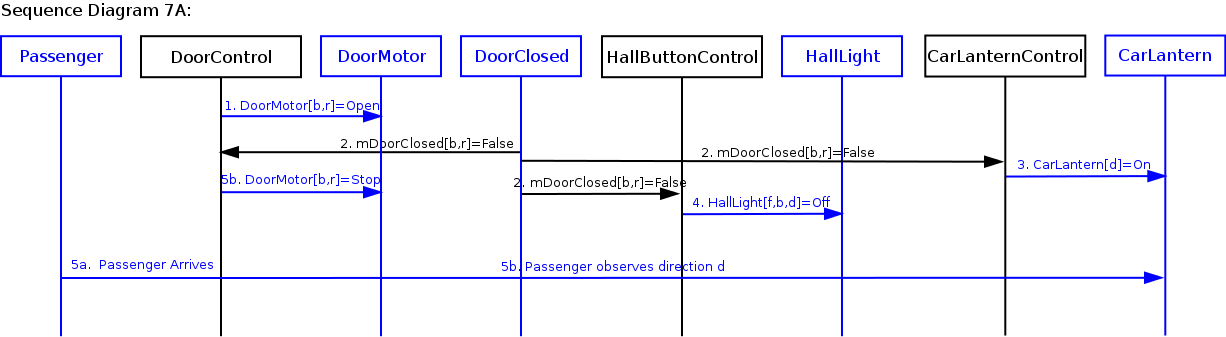 Sequence Diagram 7A:
Passenger
DoorControl
DoorMotor
DoorClosed
HallButtonControl
HallLight
CarLanternControl
CarLantern
1. DoorMotor[b,r]=Open
2. mDoorClosed[b,r]=False
2. mDoorClosed[b,r]=False
3. CarLantern[d]=On
5b. DoorMotor[b,r]=Stop
2. mDoorClosed[b,r]=False
4. HallLight[f,b,d]=Off
5a. Passenger Arrives
5b. Passenger observes direction d